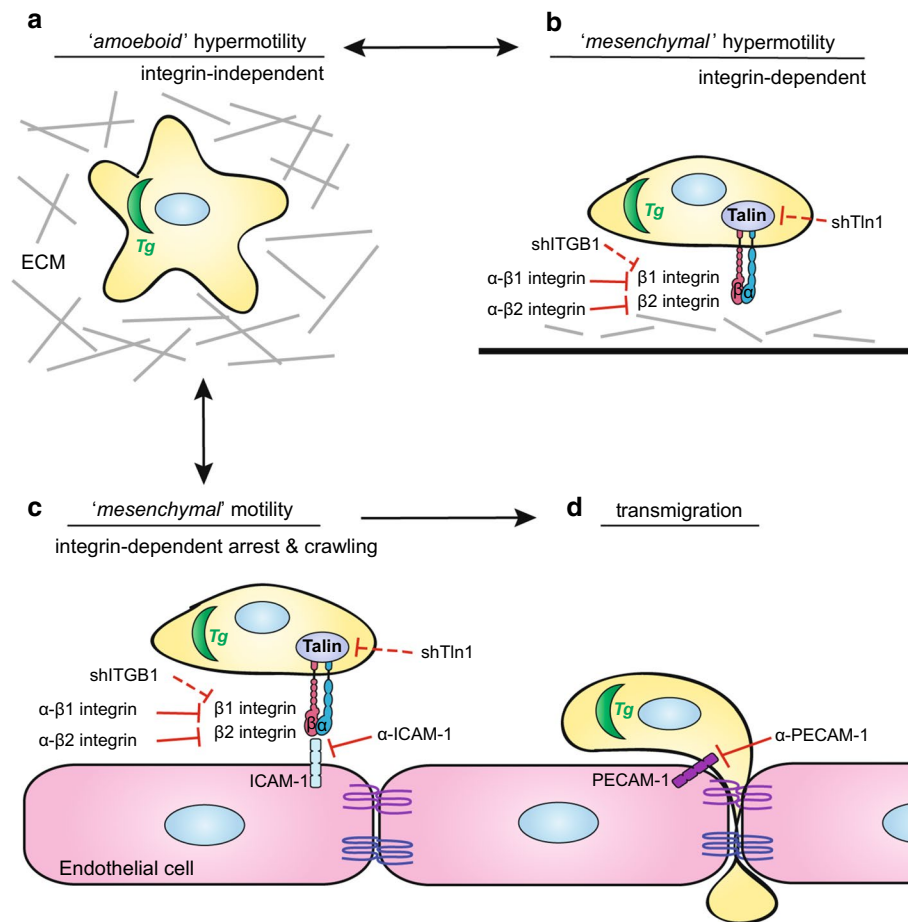 a
'amoeboid' hypermotility
integrin-independent
ECM
Tg
b
'mesenchymal' hypermotility
integrin-dependent
Tg
Talin
shTln1
shITGB1
α-β1 integrin
β1 integrin
α-β2 integrin
β2 integrin
β α
c
'mesenchymal' motility
integrin-dependent arrest & crawling
Tg
Talin
shTln1
shITGB1
α-β1 integrin
β1 integrin
α-β2 integrin
β2 integrin
β α
α-ICAM-1
ICAM-1
Endothelial cell
d
transmigration
Tg
α-PECAM-1
PECAM-1